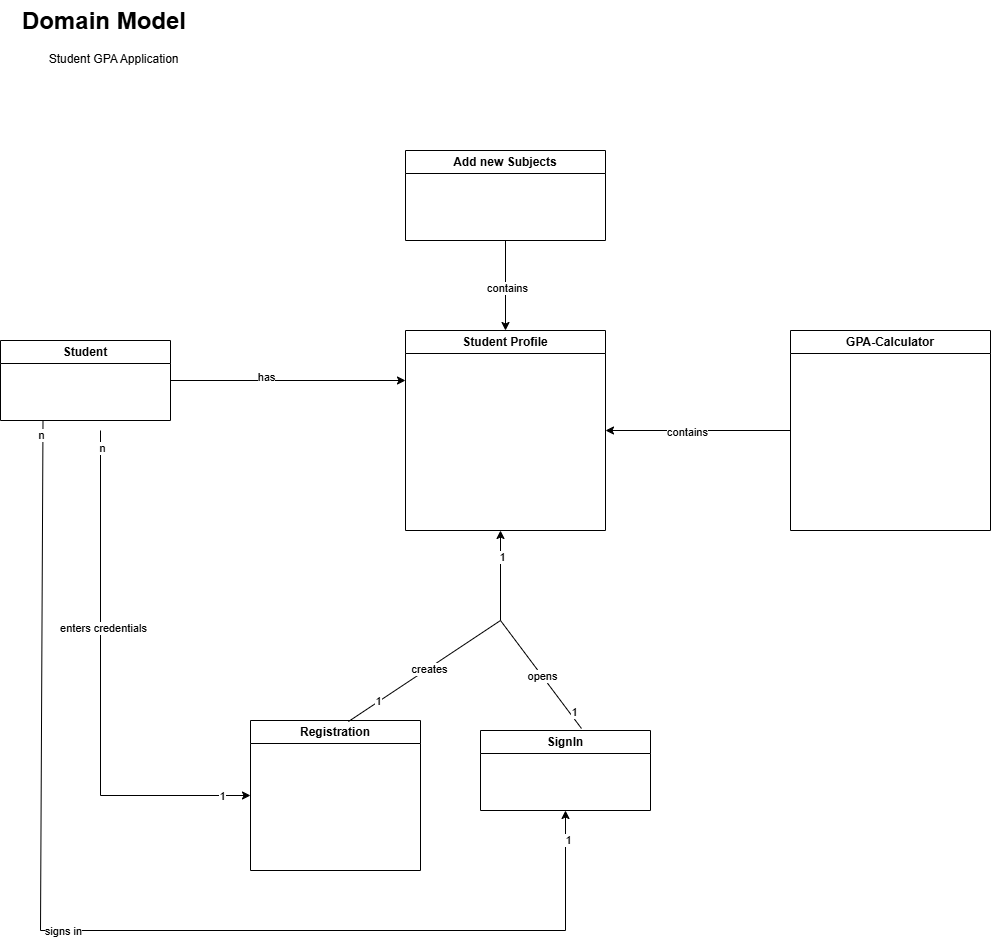 Domain Model
Student GPA Application
Add new Subjects
contains
Student
has
Student Profile
GPA-Calculator
contains
n
n
1
enters credentials
creates
opens
1
1
Registration
SignIn
1
1
signs in